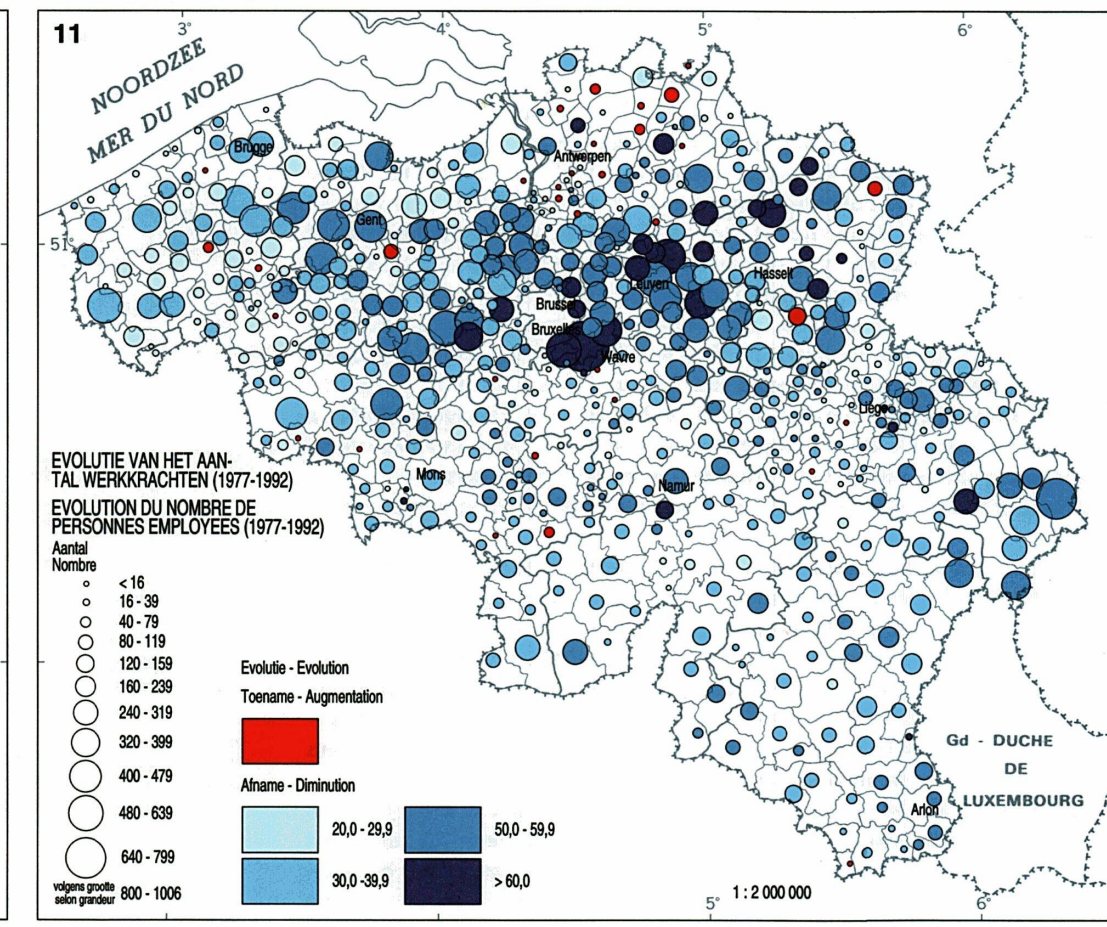 11
3°
4°
5°
6°
NOORDZEE
MER DU NORD
Brugge
Antwerpen
Gent
51°
Hasselt
Leuven
Brussel
Bruxelles
Wavre
Liège
EVOLUTIE VAN HET AAN-
TAL WERKKRACHTEN (1977-1992)
Mons
Namur
EVOLUTION DU NOMBRE DE
PERSONNES EMPLOYEES (1977-1992)
Aantal
Nombre
< 16
16 - 39
40 - 79
80 - 119
120 - 159
160 - 239
240 - 319
320 - 399
400 - 479
480 - 639
640 - 799
volgens grootte
selon grandeur
800 - 1006
Evolutie - Evolution
Toename - Augmentation
Afname - Diminution
20,0 - 29,9
50,0 - 59,9
30,0 -39,9
> 60,0
Gd - DUCHE
DE
LUXEMBOURG
Arlon
1 : 2 000 000
5°
6°